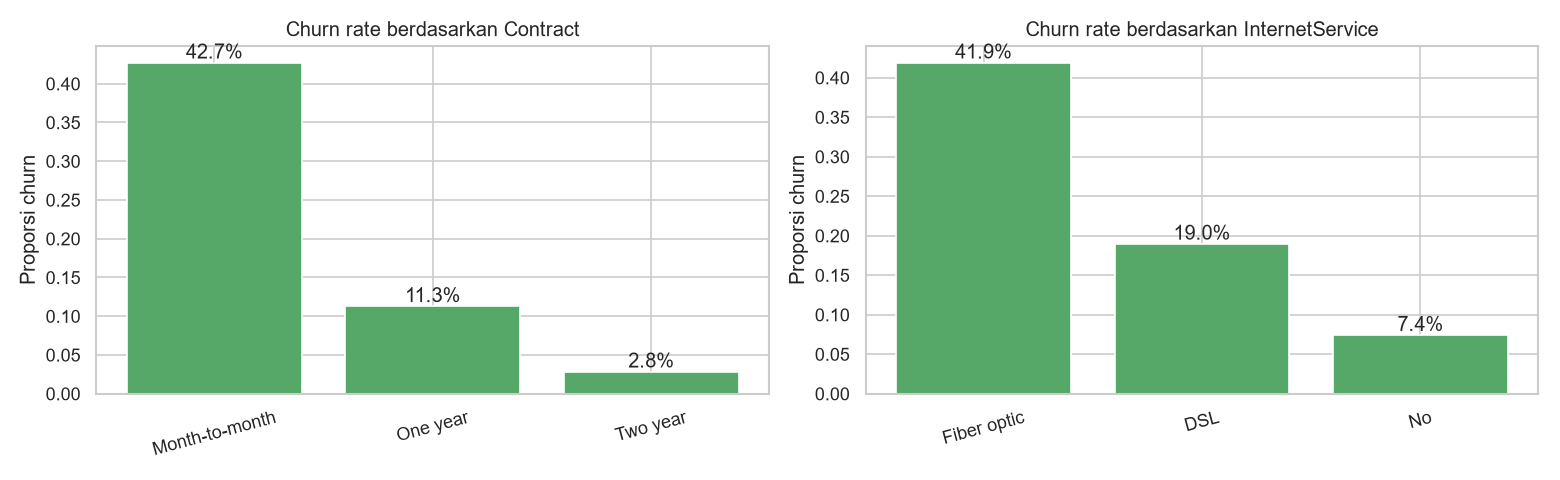 Churn rate berdasarkan Contract
Proporsi churn
0.40
0.35
0.30
0.25
0.20
0.15
0.10
0.05
0.00
42.7%
11.3%
2.8%
Month-to-month
One year
Two year
Churn rate berdasarkan InternetService
Proporsi churn
0.40
0.35
0.30
0.25
0.20
0.15
0.10
0.05
0.00
41.9%
19.0%
7.4%
Fiber optic
DSL
No